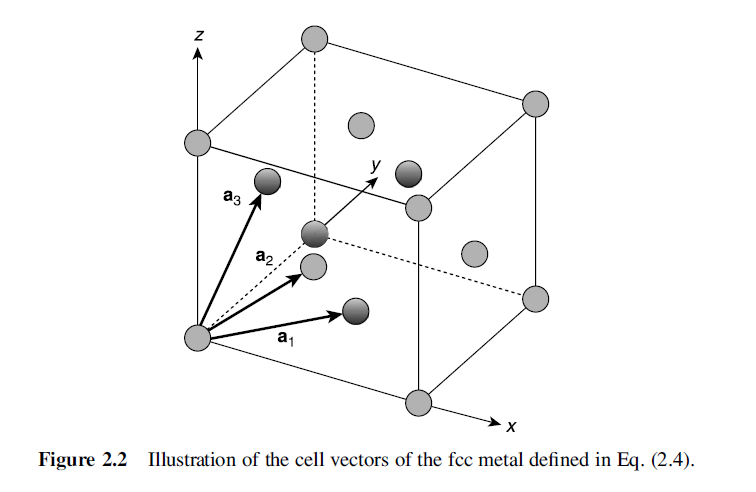 z
y
a3
a2
a1
x
Figure 2.2 Illustration of the cell vectors of the fcc metal defined in Eq. (2.4).